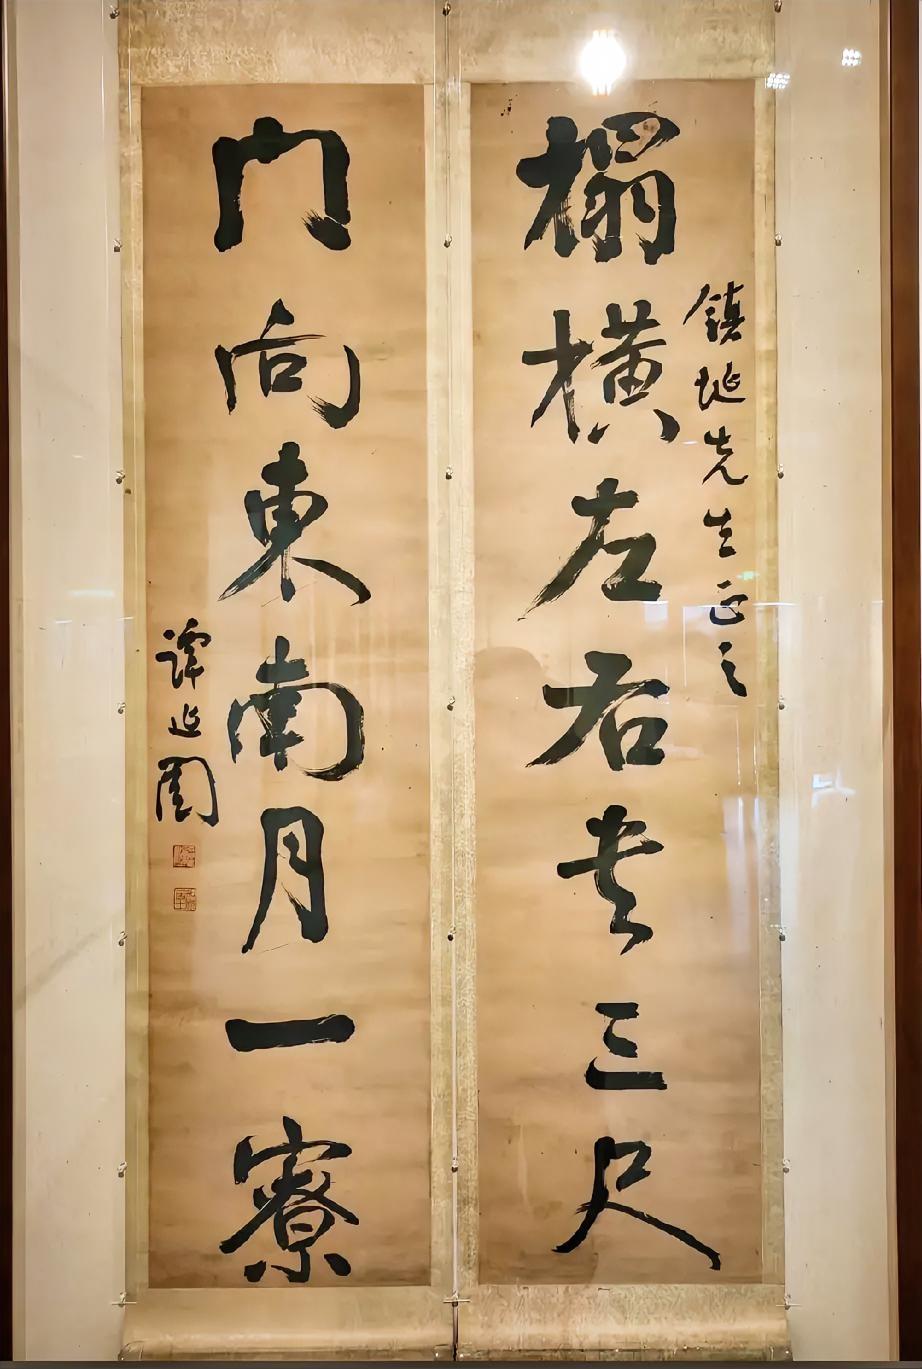 鎮埏先生正之
榻橫左右書三尺
門向東南月一寮
譚延闓